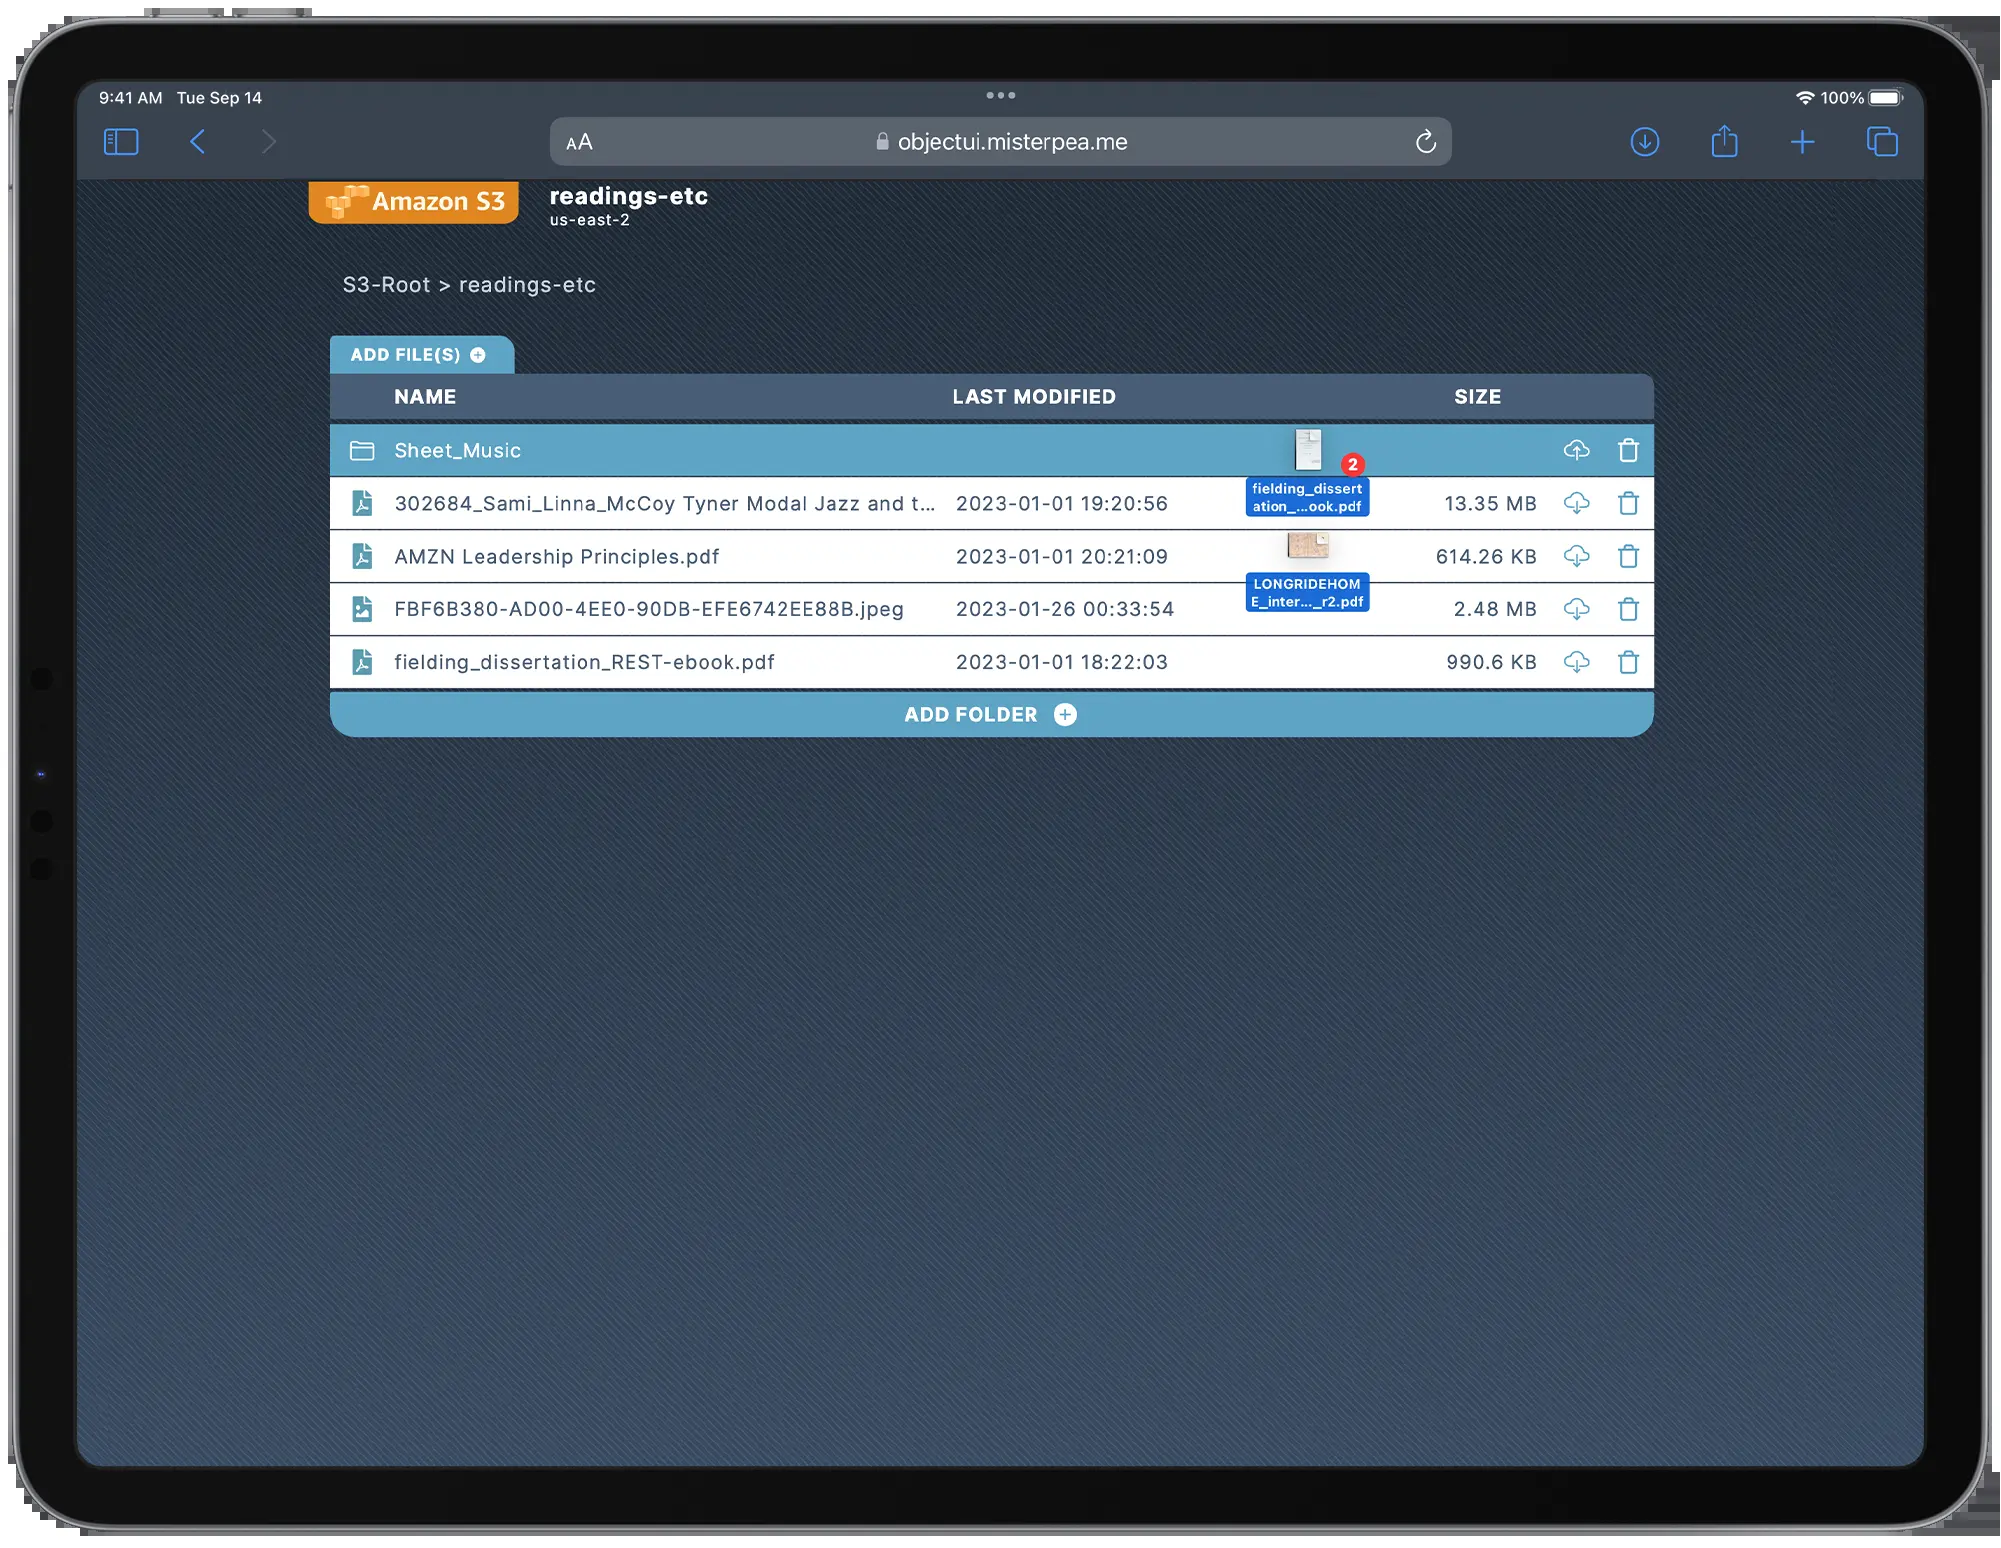 9:41 AM Tue Sep 14
100%
AA
objectui.misterpea.me
Amazon S3
readings-etc
us-east-2
S3-Root > readings-etc
ADD FILE(S)
NAME LAST MODIFIED SIZE
Sheet_Music
2
302684_Sami_Linna_McCoy Tyner Modal Jazz and t... 2023-01-01 19:20:56 13.35 MB
fielding_dissert
ation_...ook.pdf
AMZN Leadership Principles.pdf 2023-01-01 20:21:09 614.26 KB
LONGRIDEHOM
E_inter..._r2.pdf
FBF6B380-AD00-4EE0-90DB-EFE6742EE88B.jpeg 2023-01-26 00:33:54 2.48 MB
fielding_dissertation_REST-ebook.pdf 2023-01-01 18:22:03 990.6 KB
ADD FOLDER